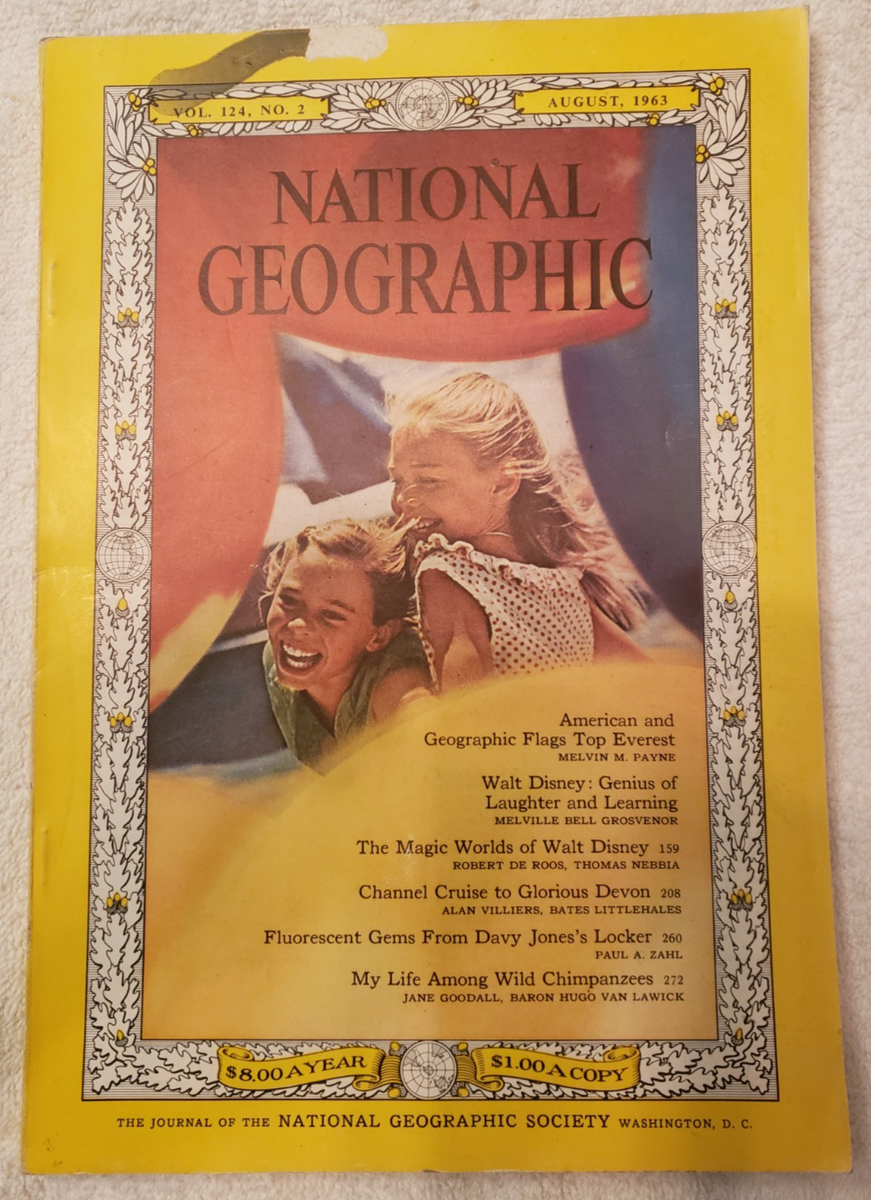 VOL. 124, NO. 2
AUGUST, 1963
NATIONAL
GEOGRAPHIC
American and
Geographic Flags Top Everest
MELVIN M. PAYNE
Walt Disney: Genius of
Laughter and Learning
MELVILLE BELL GROSVENOR
The Magic Worlds of Walt Disney 159
ROBERT DE ROOS, THOMAS NEBBIA
Channel Cruise to Glorious Devon 208
ALAN VILLIERS, BATES LITTLEHALES
Fluorescent Gems From Davy Jones's Locker 260
PAUL A. ZAHL
My Life Among Wild Chimpanzees 272
JANE GOODALL, BARON HUGO VAN LAWICK
$8.00 A YEAR
$1.00 A COPY
THE JOURNAL OF THE NATIONAL GEOGRAPHIC SOCIETY WASHINGTON, D. C.